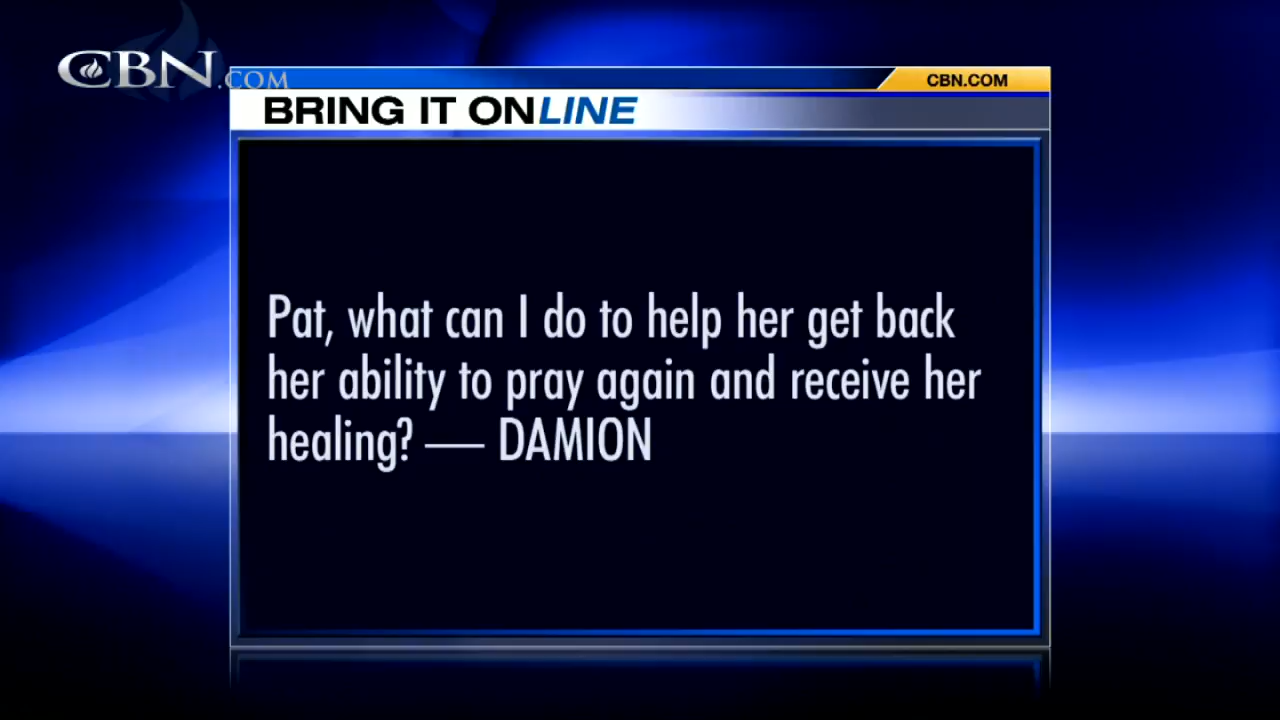 CBN.COM
CBN.COM
BRING IT ONLINE
Pat, what can I do to help her get back
her ability to pray again and receive her
healing? — DAMION